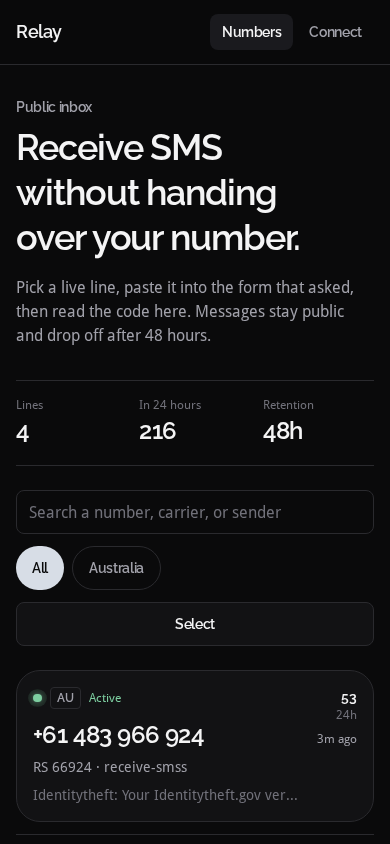 Relay
Numbers
Connect
Public inbox
Receive SMS
without handing
over your number.
Pick a live line, paste it into the form that asked,
then read the code here. Messages stay public
and drop off after 48 hours.
Lines
In 24 hours
Retention
4
216
48h
Search a number, carrier, or sender
All
Australia
Select
AU
Active
53
24h
+61 483 966 924
3m ago
RS 66924 · receive-smss
Identitytheft: Your Identitytheft.gov ver...